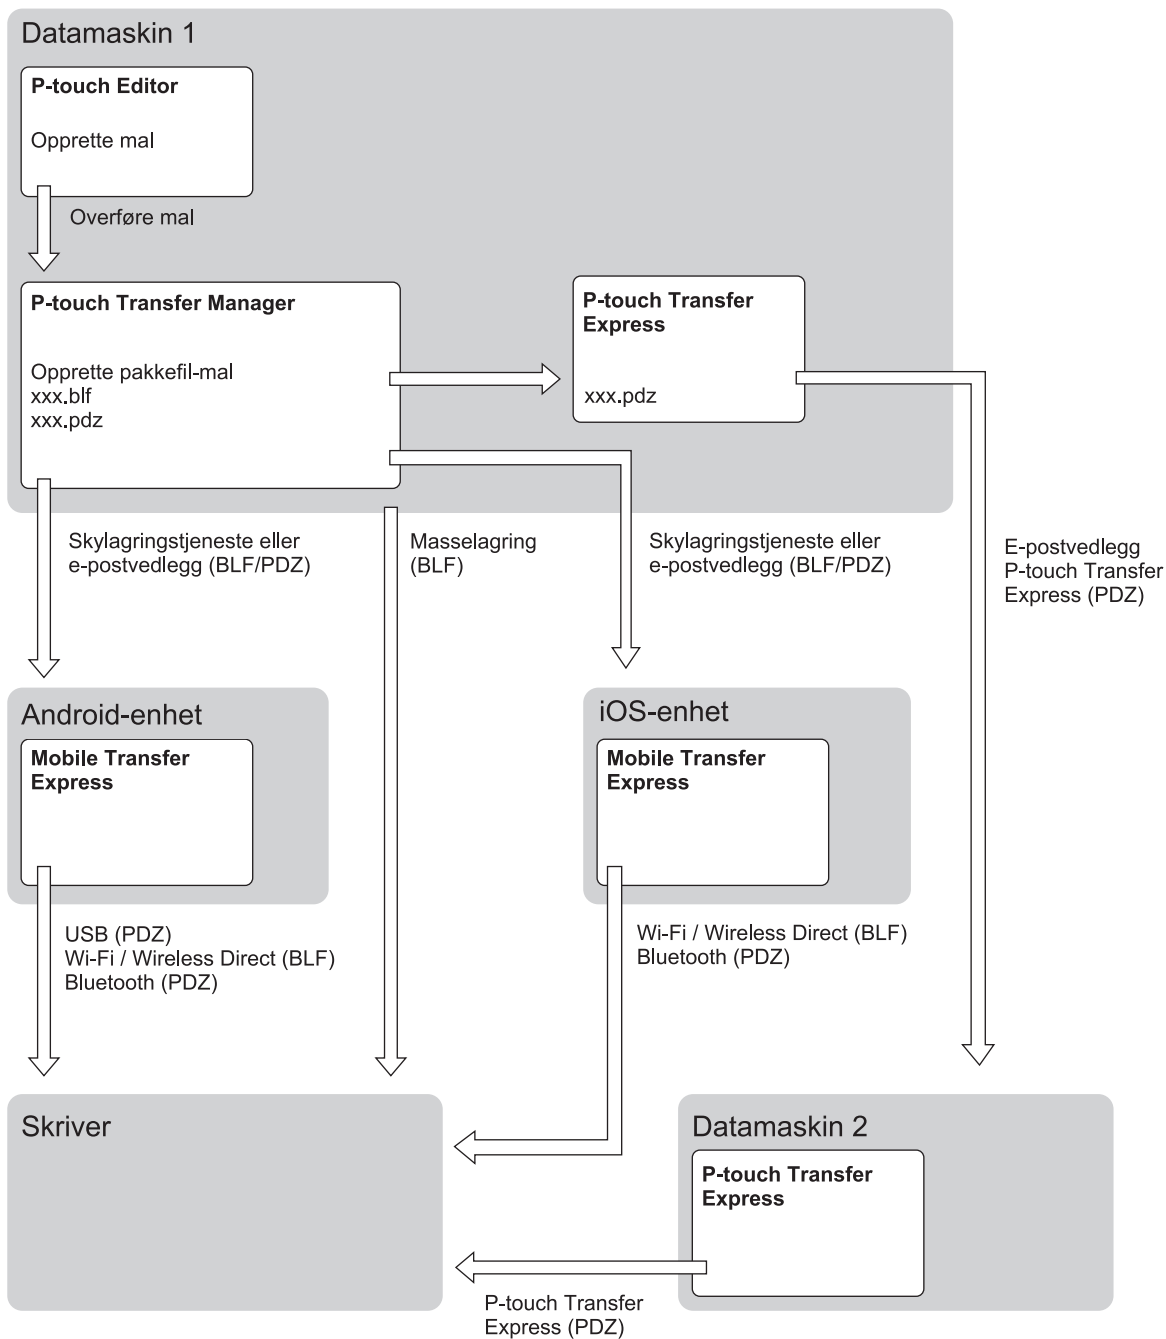 Datamaskin 1
P-touch Editor
Opprette mal
Overføre mal
P-touch Transfer Manager
Opprette pakkefil-mal
xxx.blf
xxx.pdz
P-touch Transfer
Express
xxx.pdz
Skylagringstjeneste eller
e-postvedlegg (BLF/PDZ)
Masselagring
(BLF)
Skylagringstjeneste eller
e-postvedlegg (BLF/PDZ)
E-postvedlegg
P-touch Transfer
Express (PDZ)
Android-enhet
Mobile Transfer
Express
iOS-enhet
Mobile Transfer
Express
USB (PDZ)
Wi-Fi / Wireless Direct (BLF)
Bluetooth (PDZ)
Wi-Fi / Wireless Direct (BLF)
Bluetooth (PDZ)
Skriver
Datamaskin 2
P-touch Transfer
Express
P-touch Transfer
Express (PDZ)